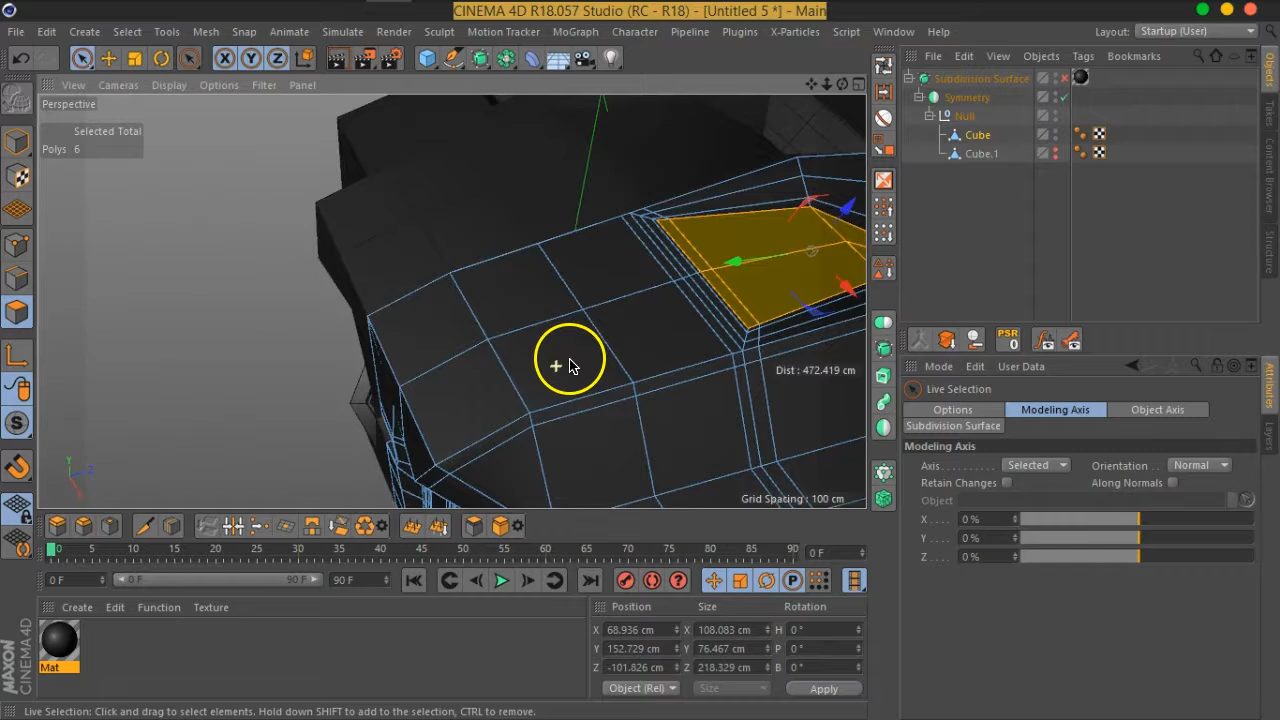 CINEMA 4D R18.057 Studio (RC - R18) - [Untitled 5 *] - Main
File Edit Create Select Tools Mesh Snap Animate Simulate Render Sculpt Motion Tracker MoGraph Character Pipeline Plugins X-Particles Script Window Help Layout: Startup (User)
X Y Z
File Edit View Objects Tags Bookmarks
View Cameras Display Options Filter Panel
Perspective
Selected Total
Polys 6
Subdivision Surface
Symmetry
Null
Cube
Cube.1
Objects
Takes
Content Browser
Structure
PSR
0
Mode Edit User Data
Live Selection
Options Modeling Axis Object Axis
Subdivision Surface
Modeling Axis
Axis Selected Orientation Normal
Retain Changes Along Normals
Object
X 0 %
Y 0 %
Z 0 %
Attributes
Layers
Dist : 472.419 cm
Grid Spacing : 100 cm
Y
Z
X
S
0 5 10 15 20 25 30 35 40 45 50 55 60 65 70 75 80 85 90 0 F
0 F 0 F 90 F 90 F
P
Create Edit Function Texture
Mat
Position Size Rotation
X 68.936 cm X 108.083 cm H 0 °
Y 152.729 cm Y 76.467 cm P 0 °
Z -101.826 cm Z 218.329 cm B 0 °
Object (Rel) Size Apply
MAXON
CINEMA 4D
Live Selection: Click and drag to select elements. Hold down SHIFT to add to the selection, CTRL to remove.